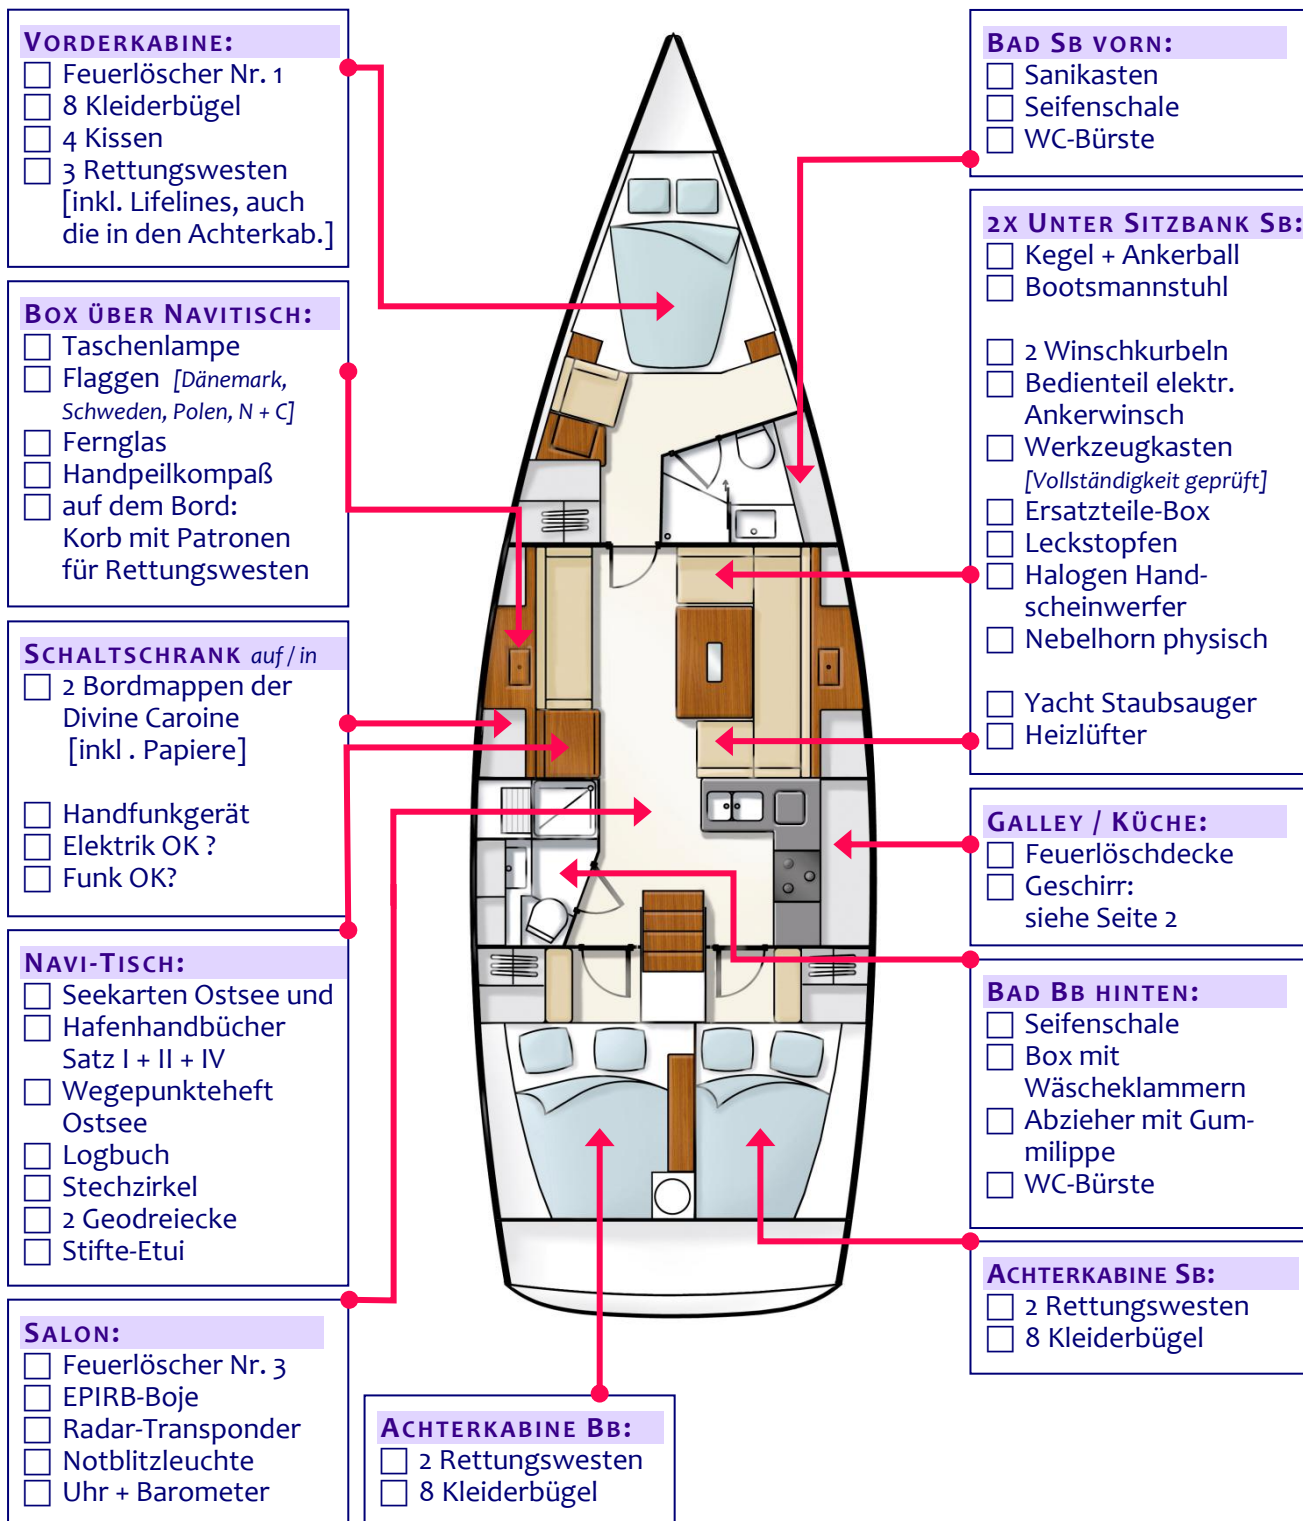 VORDERKABINE:
Feuerlöscher Nr. 1
8 Kleiderbügel
4 Kissen
3 Rettungswesten
[inkl. Lifelines, auch
die in den Achterkab.]
BOX ÜBER NAVITISCH:
Taschenlampe
Flaggen [Dänemark,
Schweden, Polen, N + C]
Fernglas
Handpeilkompaß
auf dem Bord:
Korb mit Patronen
für Rettungswesten
SCHALTSCHRANK auf / in
2 Bordmappen der
Divine Caroine
[inkl . Papiere]
Handfunkgerät
Elektrik OK ?
Funk OK?
NAVI-TISCH:
Seekarten Ostsee und
Hafenhandbücher
Satz I + II + IV
Wegepunkteheft
Ostsee
Logbuch
Stechzirkel
2 Geodreiecke
Stifte-Etui
SALON:
Feuerlöscher Nr. 3
EPIRB-Boje
Radar-Transponder
Notblitzleuchte
Uhr + Barometer
ACHTERKABINE BB:
2 Rettungswesten
8 Kleiderbügel
BAD SB VORN:
Sanikasten
Seifenschale
WC-Bürste
2X UNTER SITZBANK SB:
Kegel + Ankerball
Bootsmannstuhl
2 Winschkurbeln
Bedienteil elektr.
Ankerwinsch
Werkzeugkasten
[Vollständigkeit geprüft]
Ersatzteile-Box
Leckstopfen
Halogen Hand-
scheinwerfer
Nebelhorn physisch
Yacht Staubsauger
Heizlüfter
GALLEY / KÜCHE:
Feuerlöschdecke
Geschirr:
siehe Seite 2
BAD BB HINTEN:
Seifenschale
Box mit
Wäscheklammern
Abzieher mit Gum-
milippe
WC-Bürste
ACHTERKABINE SB:
2 Rettungswesten
8 Kleiderbügel